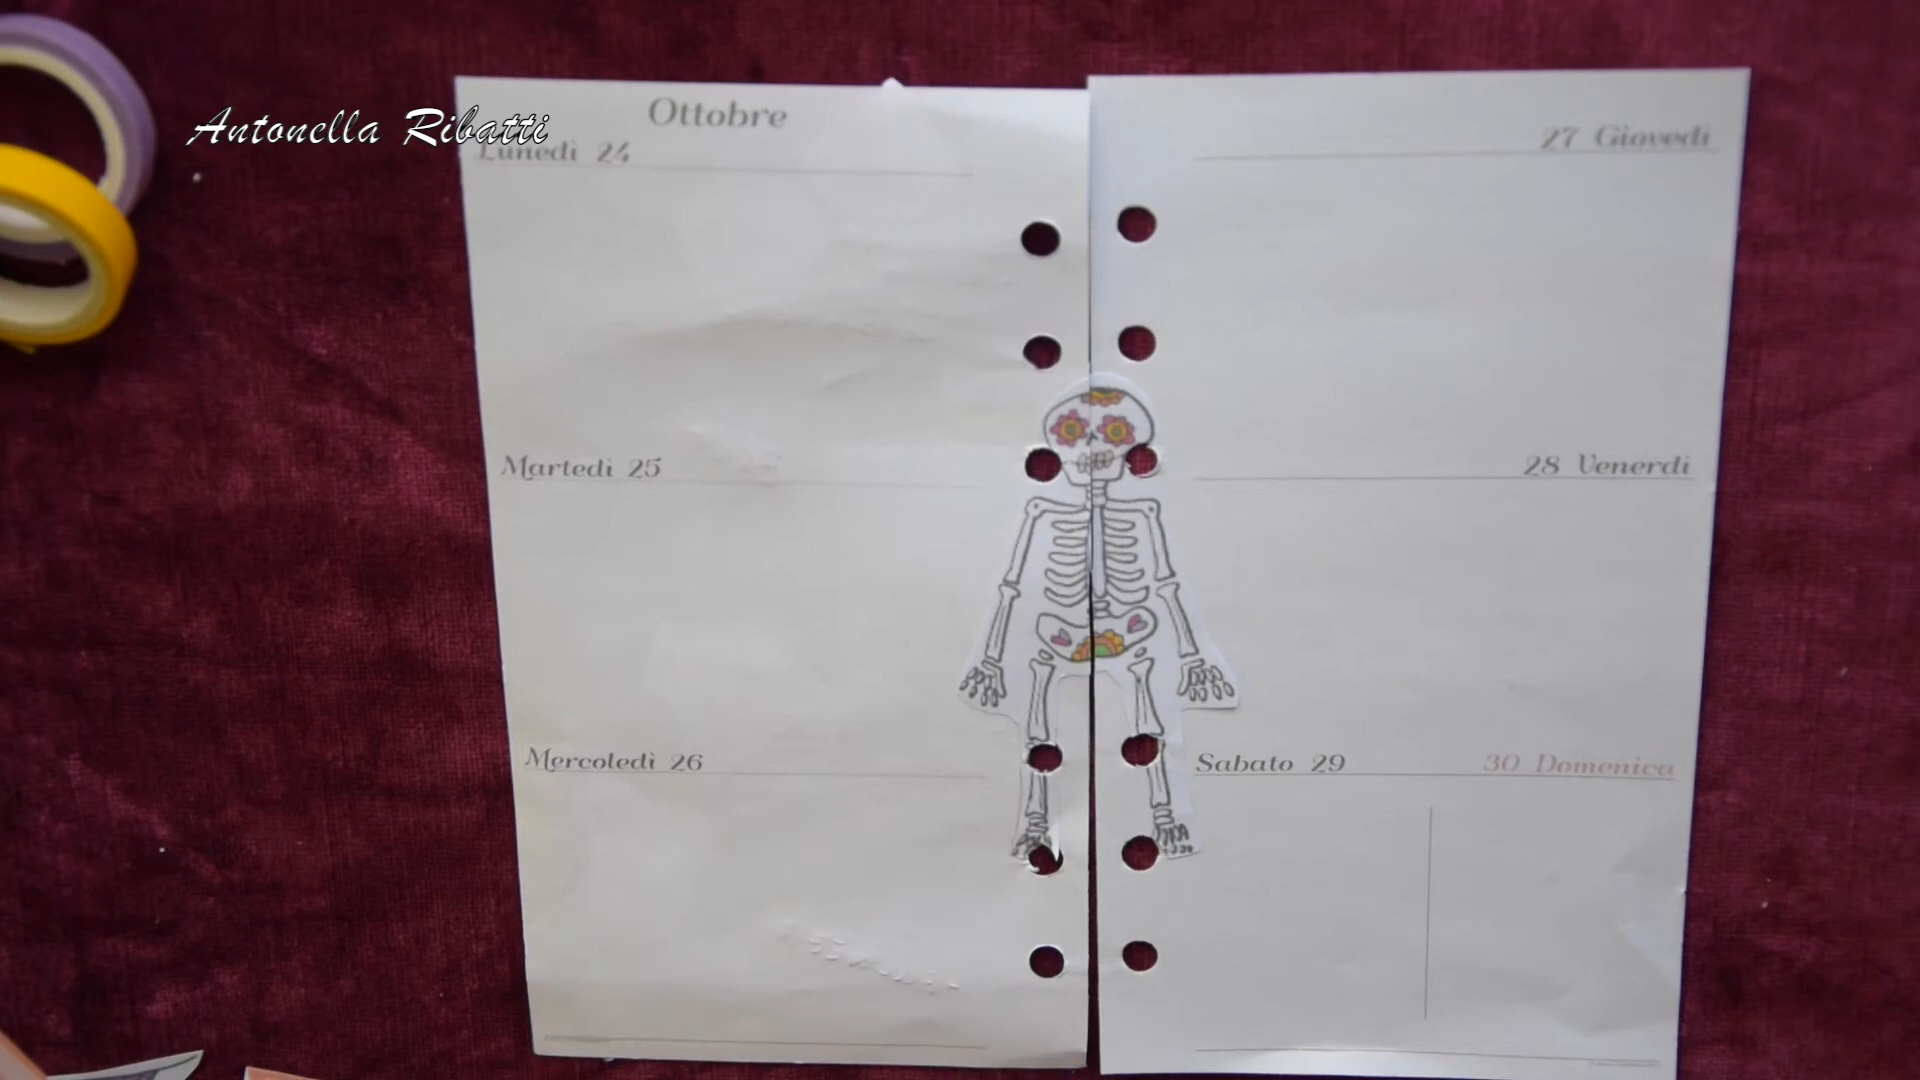 Antonella Ribatti
Ottobre
Lunedì 24
Martedì 25
Mercoledì 26
27 Giovedì
28 Venerdì
Sabato 29
30 Domenica